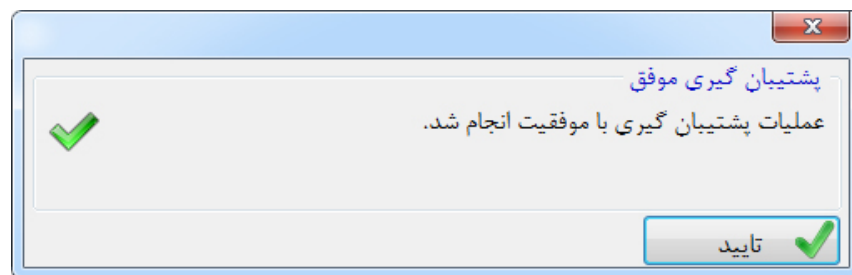 پشتیبان گیری موفق
عملیات پشتیبان گیری با موفقیت انجام شد.
تایید